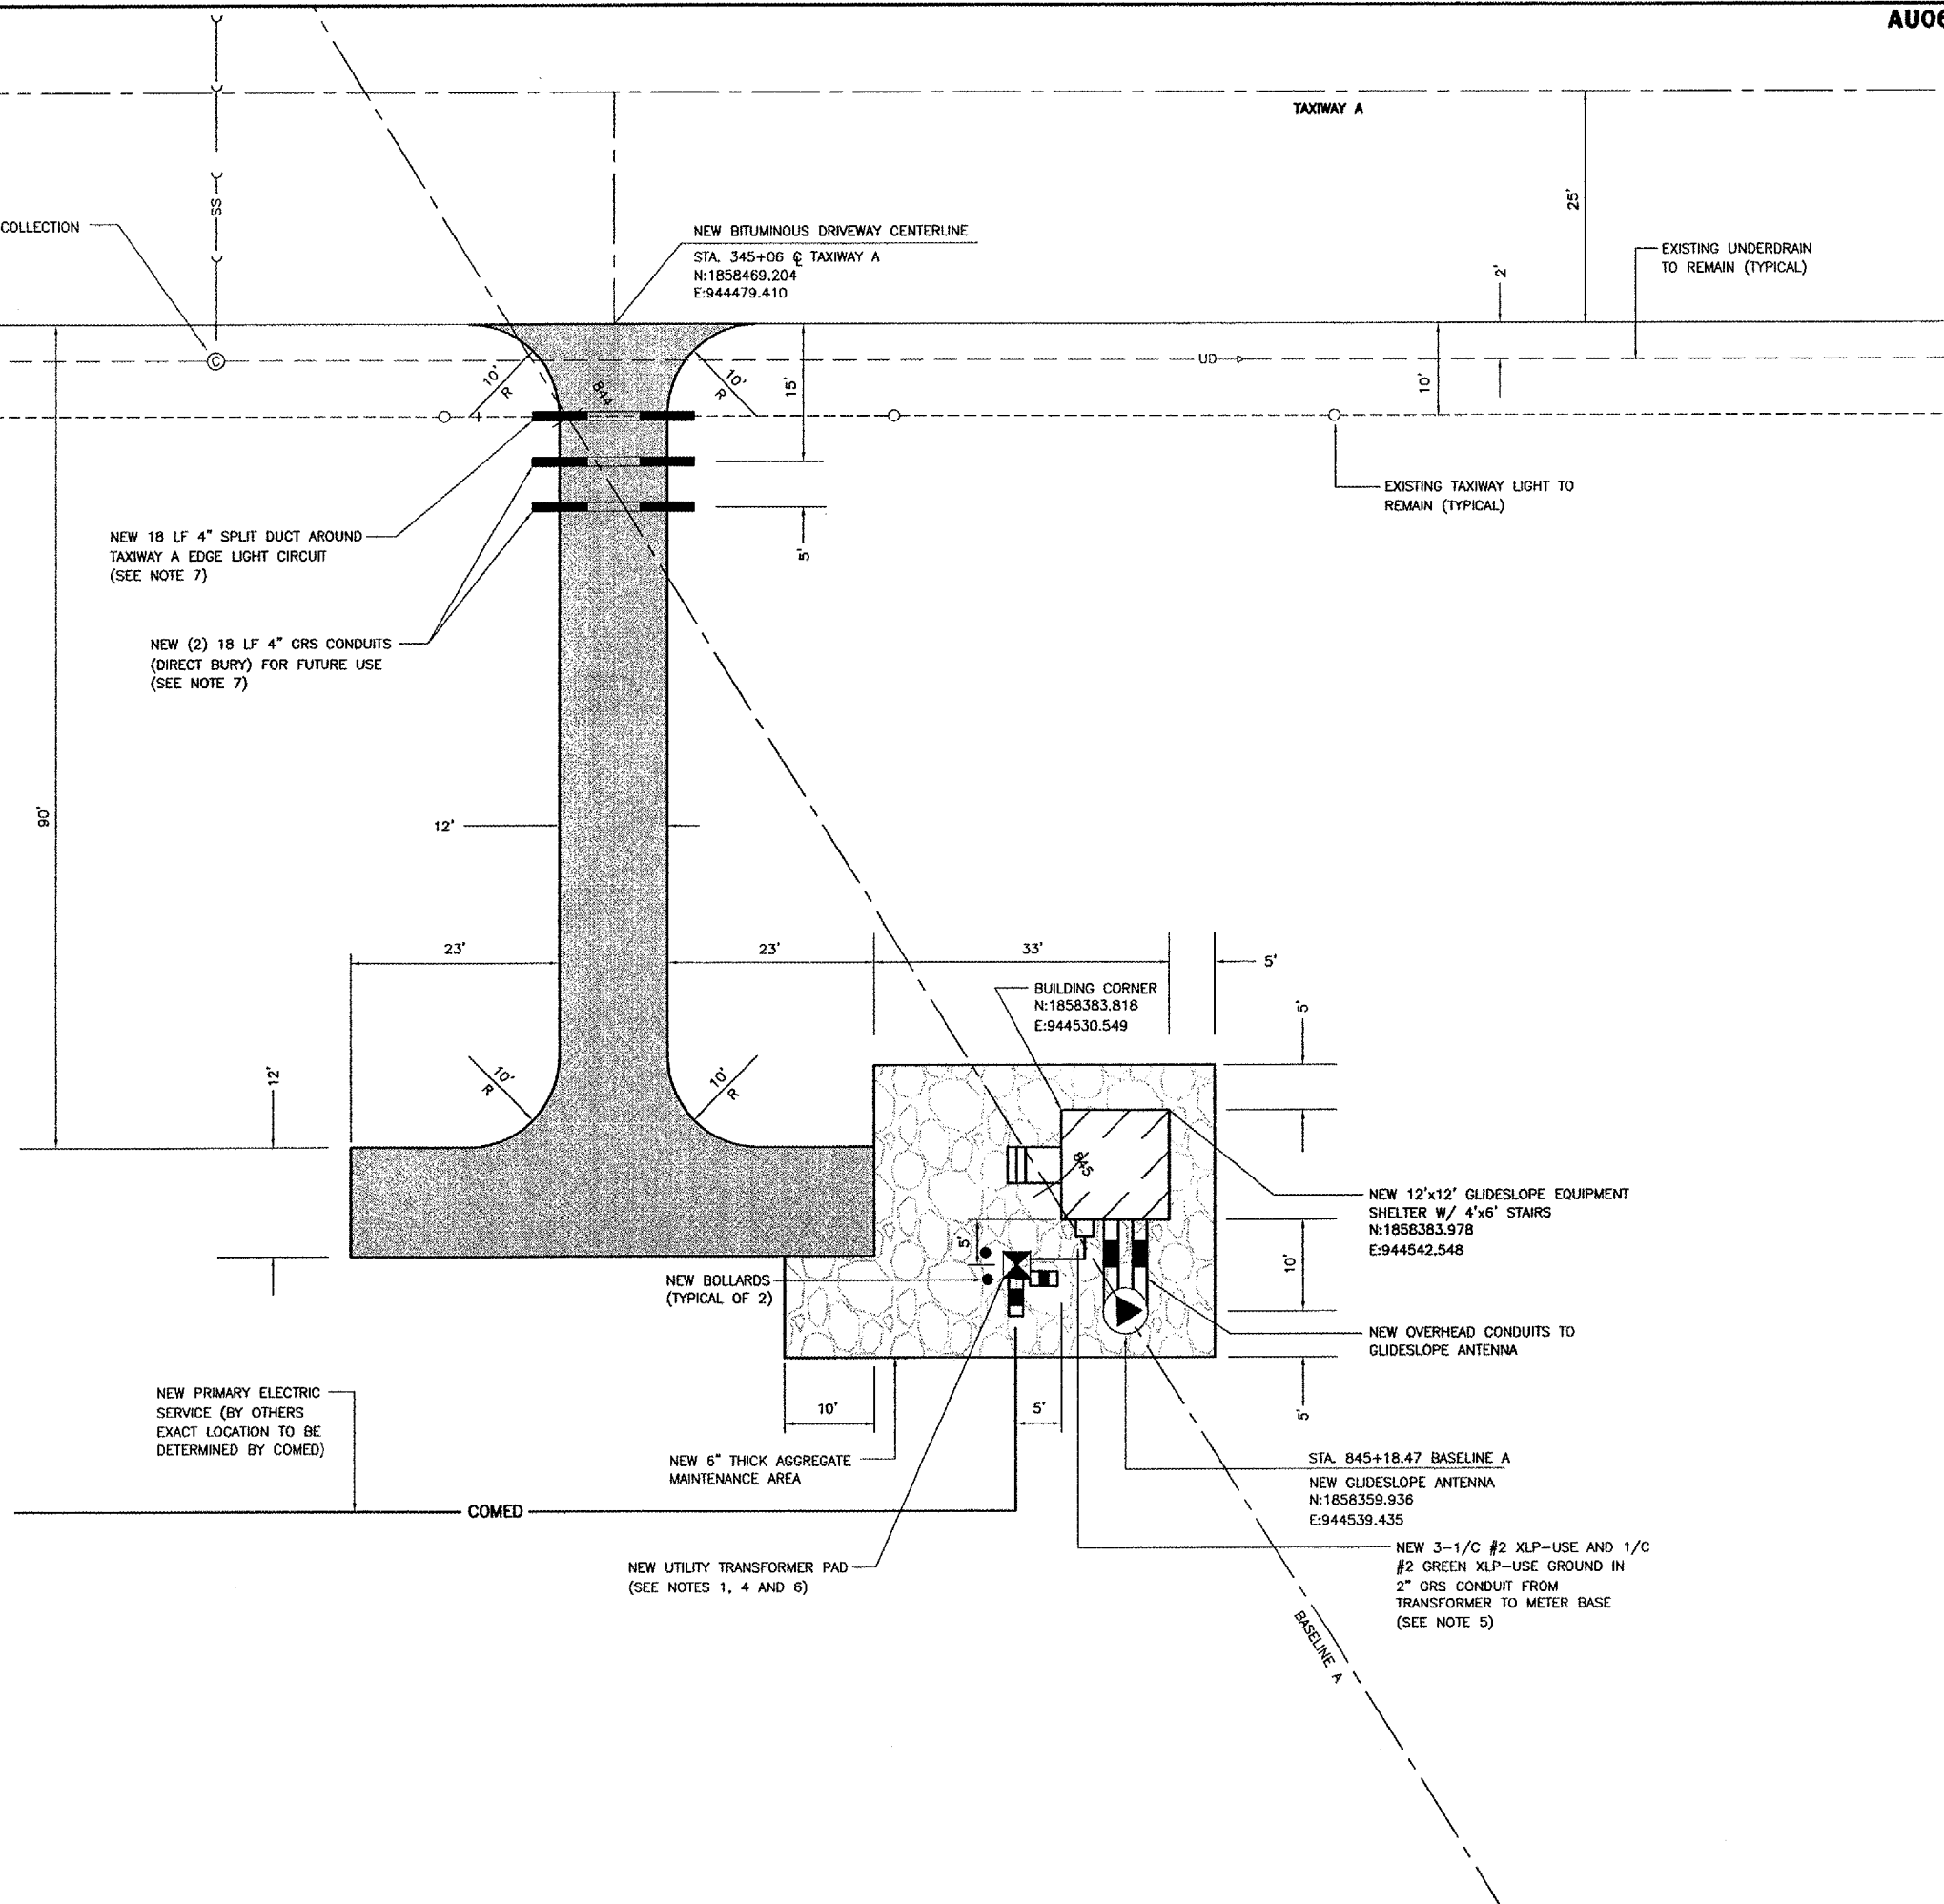 AU06
TAXIWAY A
25'
SS
COLLECTION
NEW BITUMINOUS DRIVEWAY CENTERLINE
STA. 345+06 ℄ TAXIWAY A
N:1858469.204
E:944479.410
EXISTING UNDERDRAIN
TO REMAIN (TYPICAL)
2'
C
UD
10'
R
10'
R
15'
10'
844
EXISTING TAXIWAY LIGHT TO
REMAIN (TYPICAL)
NEW 18 LF 4" SPLIT DUCT AROUND
TAXIWAY A EDGE LIGHT CIRCUIT
(SEE NOTE 7)
5'
NEW (2) 18 LF 4" GRS CONDUITS
(DIRECT BURY) FOR FUTURE USE
(SEE NOTE 7)
90'
12'
23'
23'
33'
5'
BUILDING CORNER
N:1858383.818
E:944530.549
5'
12'
10'
R
10'
R
845
NEW 12'x12' GLIDESLOPE EQUIPMENT
SHELTER W/ 4'x6' STAIRS
N:1858383.978
E:944542.548
5'
10'
NEW BOLLARDS
(TYPICAL OF 2)
NEW OVERHEAD CONDUITS TO
GLIDESLOPE ANTENNA
NEW PRIMARY ELECTRIC
SERVICE (BY OTHERS
EXACT LOCATION TO BE
DETERMINED BY COMED)
10'
5'
5'
NEW 6" THICK AGGREGATE
MAINTENANCE AREA
STA. 845+18.47 BASELINE A
NEW GLIDESLOPE ANTENNA
N:1858359.936
E:944539.435
COMED
NEW UTILITY TRANSFORMER PAD
(SEE NOTES 1, 4 AND 6)
NEW 3-1/C #2 XLP-USE AND 1/C
#2 GREEN XLP-USE GROUND IN
2" GRS CONDUIT FROM
TRANSFORMER TO METER BASE
(SEE NOTE 5)
BASELINE A